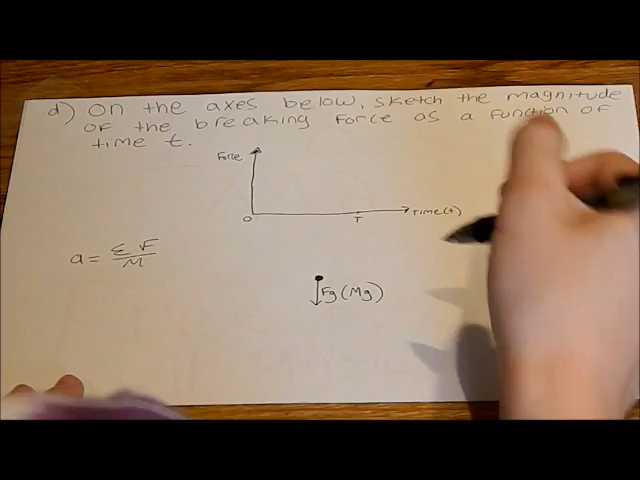 d) On the axes below, sketch the magnitude
of the breaking force as a function of
time t.
Force
0 T Time(t)
a = Σ F
M
Fg (Mg)